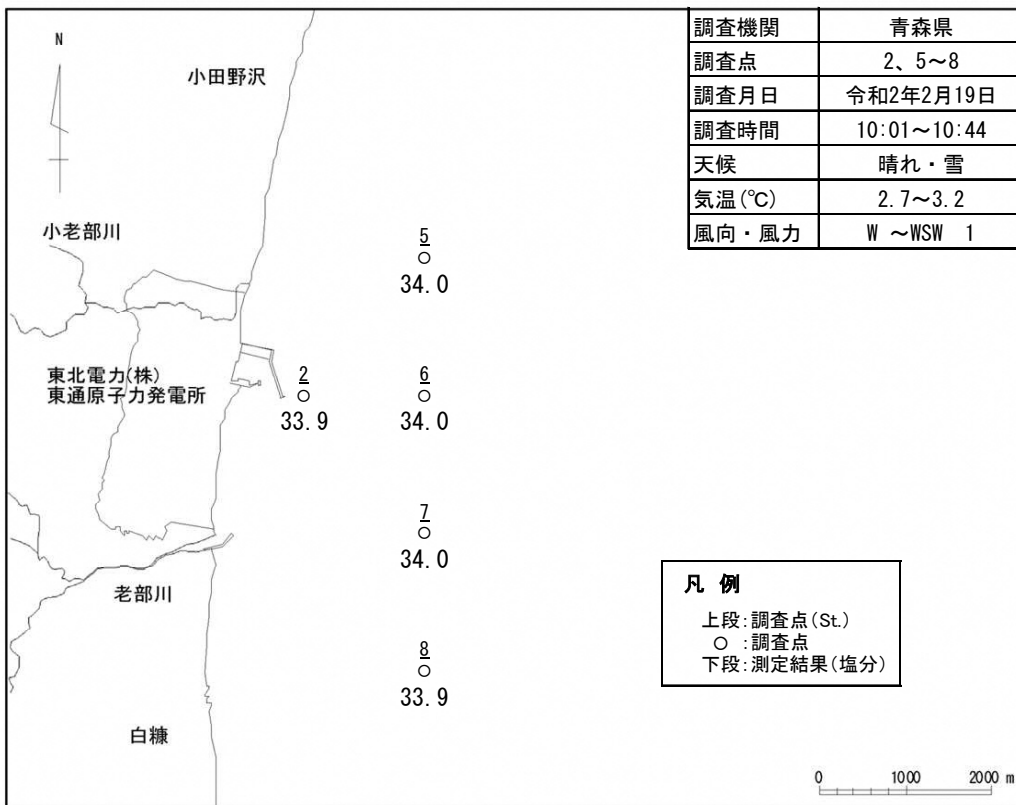 調査機関 青森県
調査点 2、5～8
調査月日 令和2年2月19日
調査時間 10:01～10:44
天候 晴れ・雪
気温(℃) 2.7～3.2
風向・風力 W ～WSW 1
N
小田野沢
小老部川
5
34.0
東北電力(株)
東通原子力発電所
2
33.9
6
34.0
7
34.0
老部川
8
33.9
白糠
凡 例
上段:調査点(St.)
○ :調査点
下段:測定結果(塩分)
0 1000 2000 m